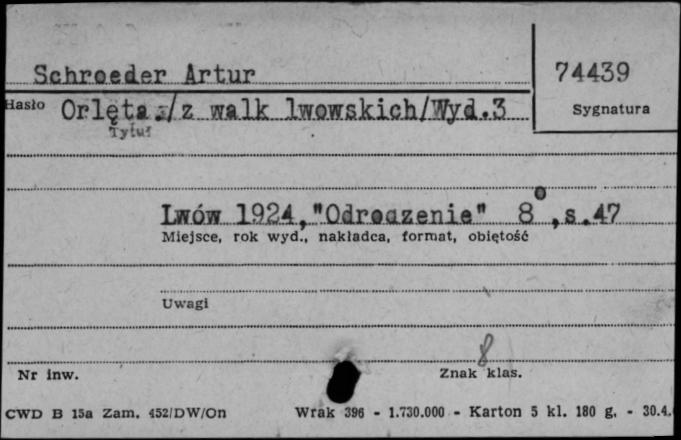 Schroeder Artur
74439
Hasło Orlęta./z walk lwowskich/Wyd.3
Sygnatura
Tytuł
Lwów 1924,"Odrodzenie" 8°,s.47
Miejsce, rok wyd., nakładca, format, objętość
Uwagi
8
Nr inw.
Znak klas.
CWD B 15a Zam. 452/DW/On Wrak 396 - 1.730.000 - Karton 5 kl. 180 g. - 30.4.